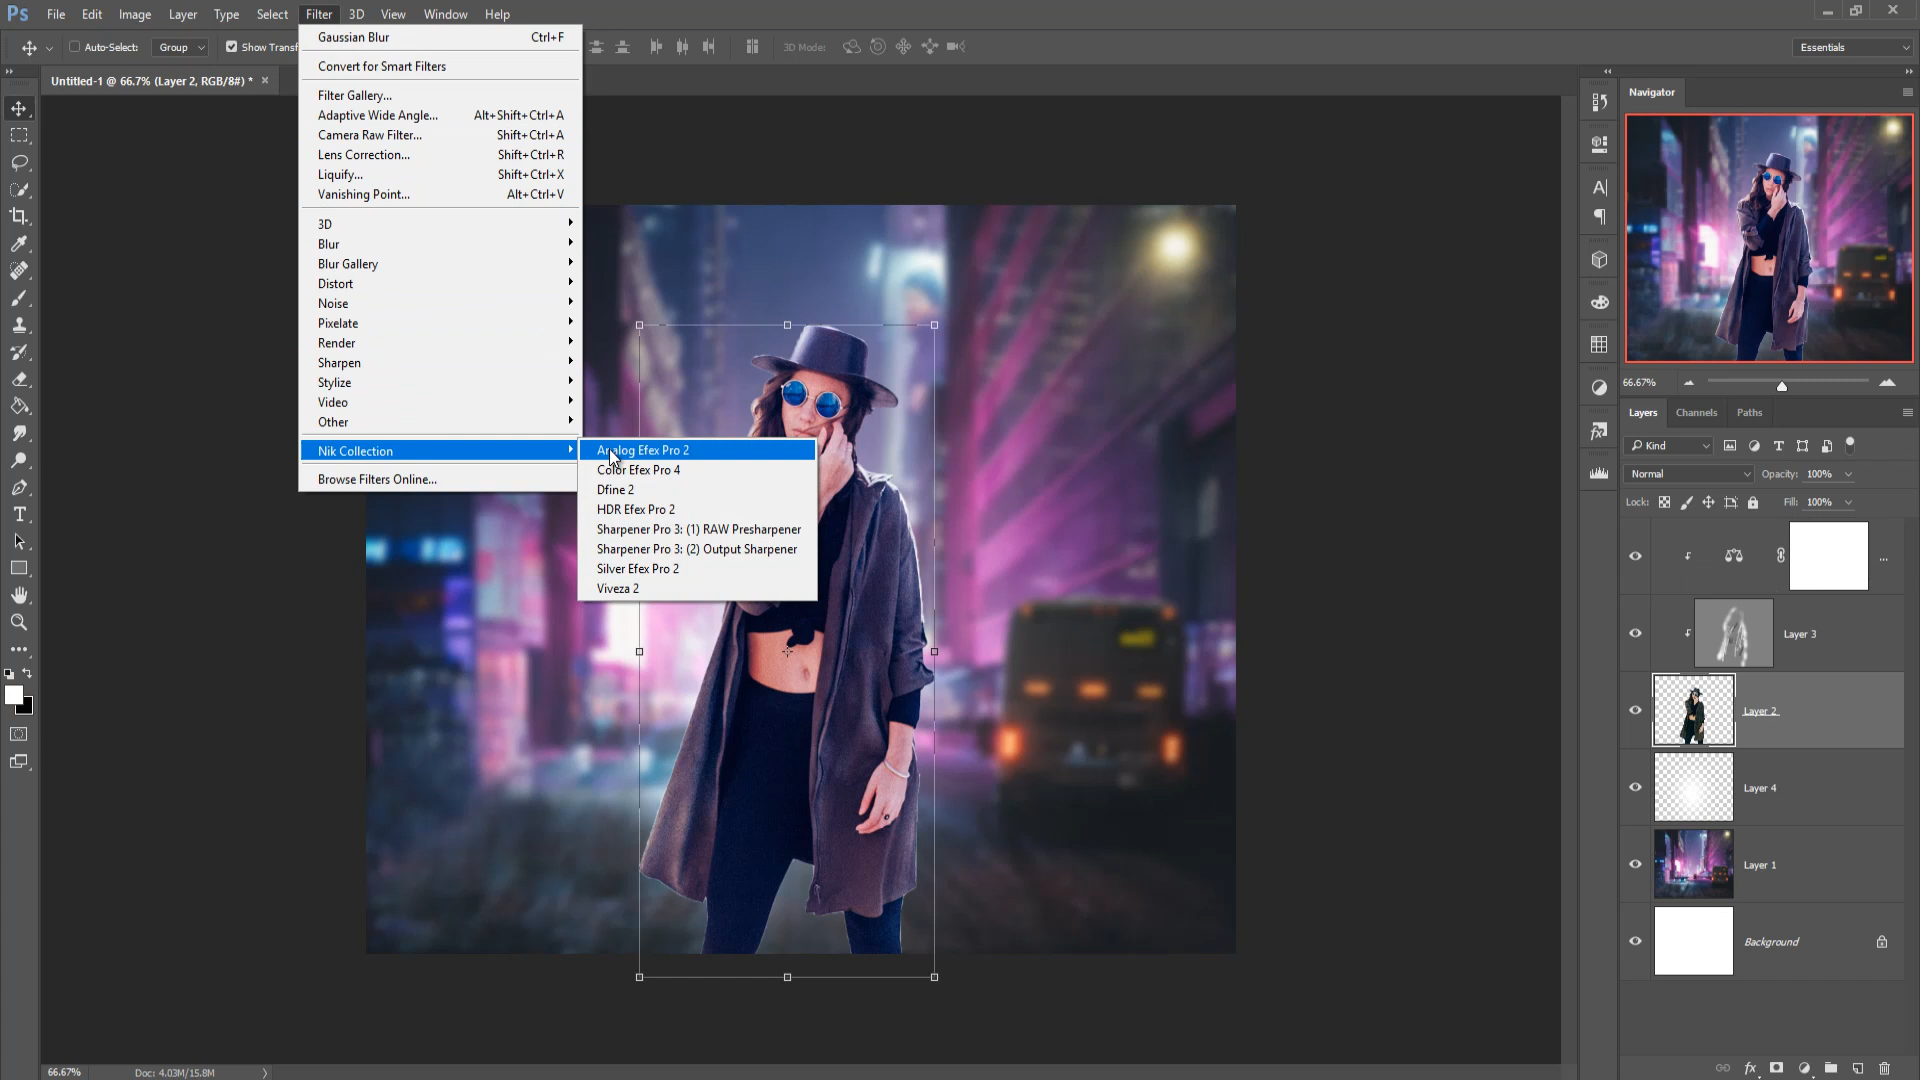 Ps File Edit Image Layer Type Select Filter 3D View Window Help
Auto-Select: Group Show Transf 3D Mode: Essentials
Untitled-1 @ 66.7% (Layer 2, RGB/8#) * ×
Gaussian Blur Ctrl+F
Convert for Smart Filters
Filter Gallery...
Adaptive Wide Angle... Alt+Shift+Ctrl+A
Camera Raw Filter... Shift+Ctrl+A
Lens Correction... Shift+Ctrl+R
Liquify... Shift+Ctrl+X
Vanishing Point... Alt+Ctrl+V
3D
Blur
Blur Gallery
Distort
Noise
Pixelate
Render
Sharpen
Stylize
Video
Other
Nik Collection
Browse Filters Online...
Analog Efex Pro 2
Color Efex Pro 4
Dfine 2
HDR Efex Pro 2
Sharpener Pro 3: (1) RAW Presharpener
Sharpener Pro 3: (2) Output Sharpener
Silver Efex Pro 2
Viveza 2
Navigator
66.67%
Layers Channels Paths
Kind
Normal Opacity: 100%
Lock: Fill: 100%
...
Layer 3
Layer 2
Layer 4
Layer 1
Background
66.67% Doc: 4.03M/15.8M